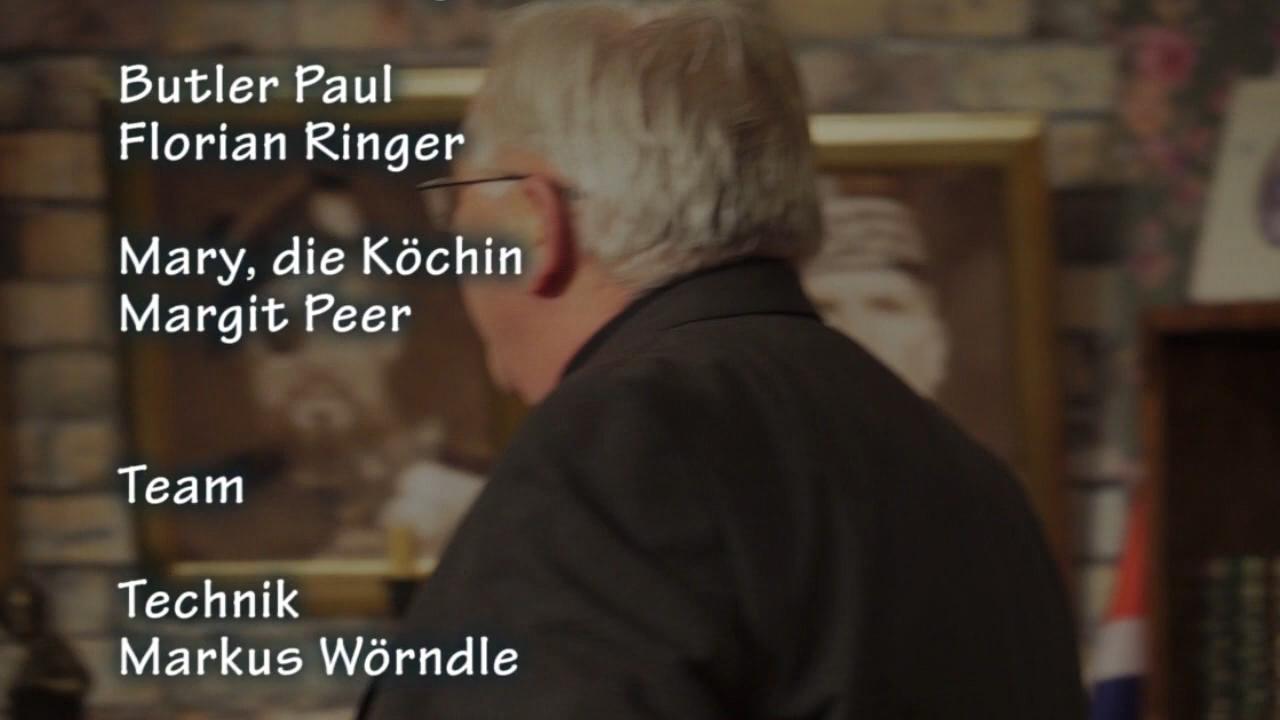 Butler Paul
Florian Ringer
Mary, die Köchin
Margit Peer
Team
Technik
Markus Wörndle